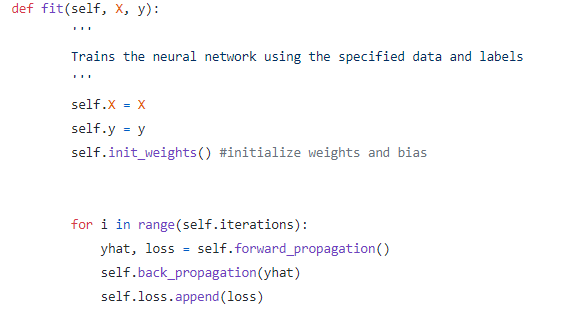 def fit(self, X, y):
        '''
        Trains the neural network using the specified data and labels
        '''
        self.X = X
        self.y = y
        self.init_weights() #initialize weights and bias
        for i in range(self.iterations):
            yhat, loss = self.forward_propagation()
            self.back_propagation(yhat)
            self.loss.append(loss)